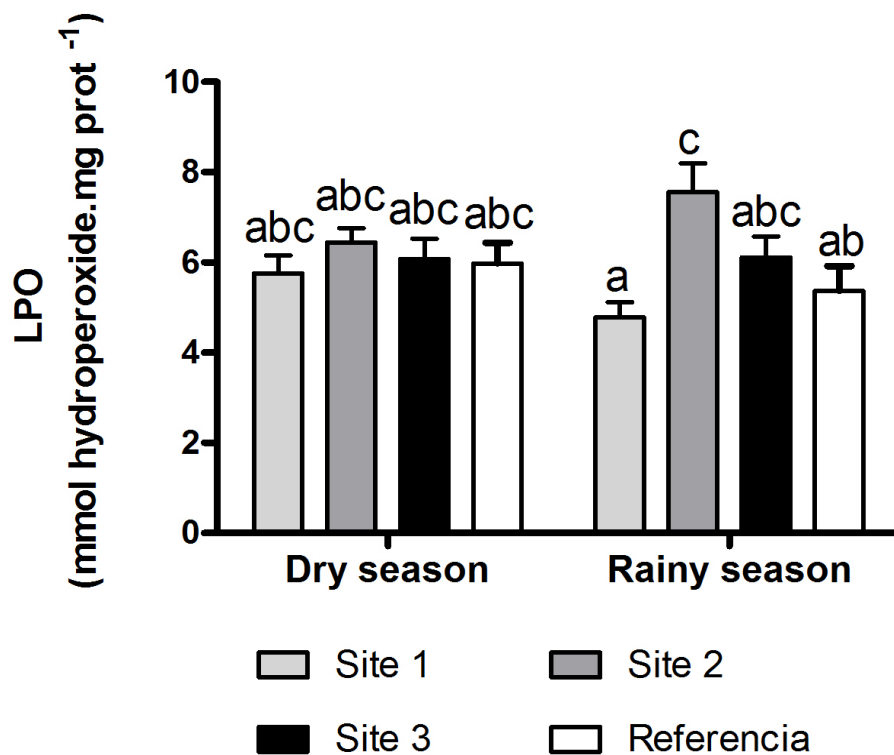 LPO
(mmol hydroperoxide.mg prot -1)
10
8
6
4
2
0
abc abc abc abc
a c abc ab
Dry season Rainy season
Site 1 Site 2
Site 3 Referencia